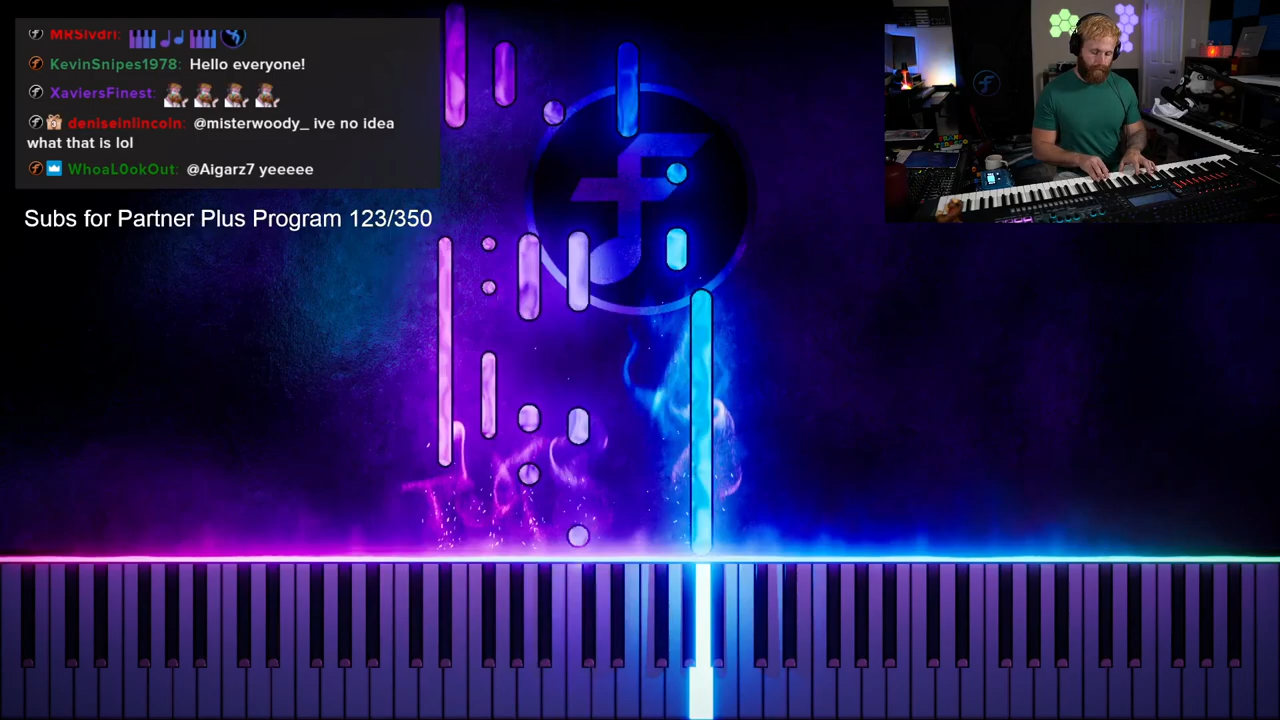 MRSlvdrl:
KevinSnipes1978: Hello everyone!
XaviersFinest:
deniseinlincoln: @misterwoody_ ive no idea
what that is lol
WhoaL0okOut: @Aigarz7 yeeeee
Subs for Partner Plus Program 123/350